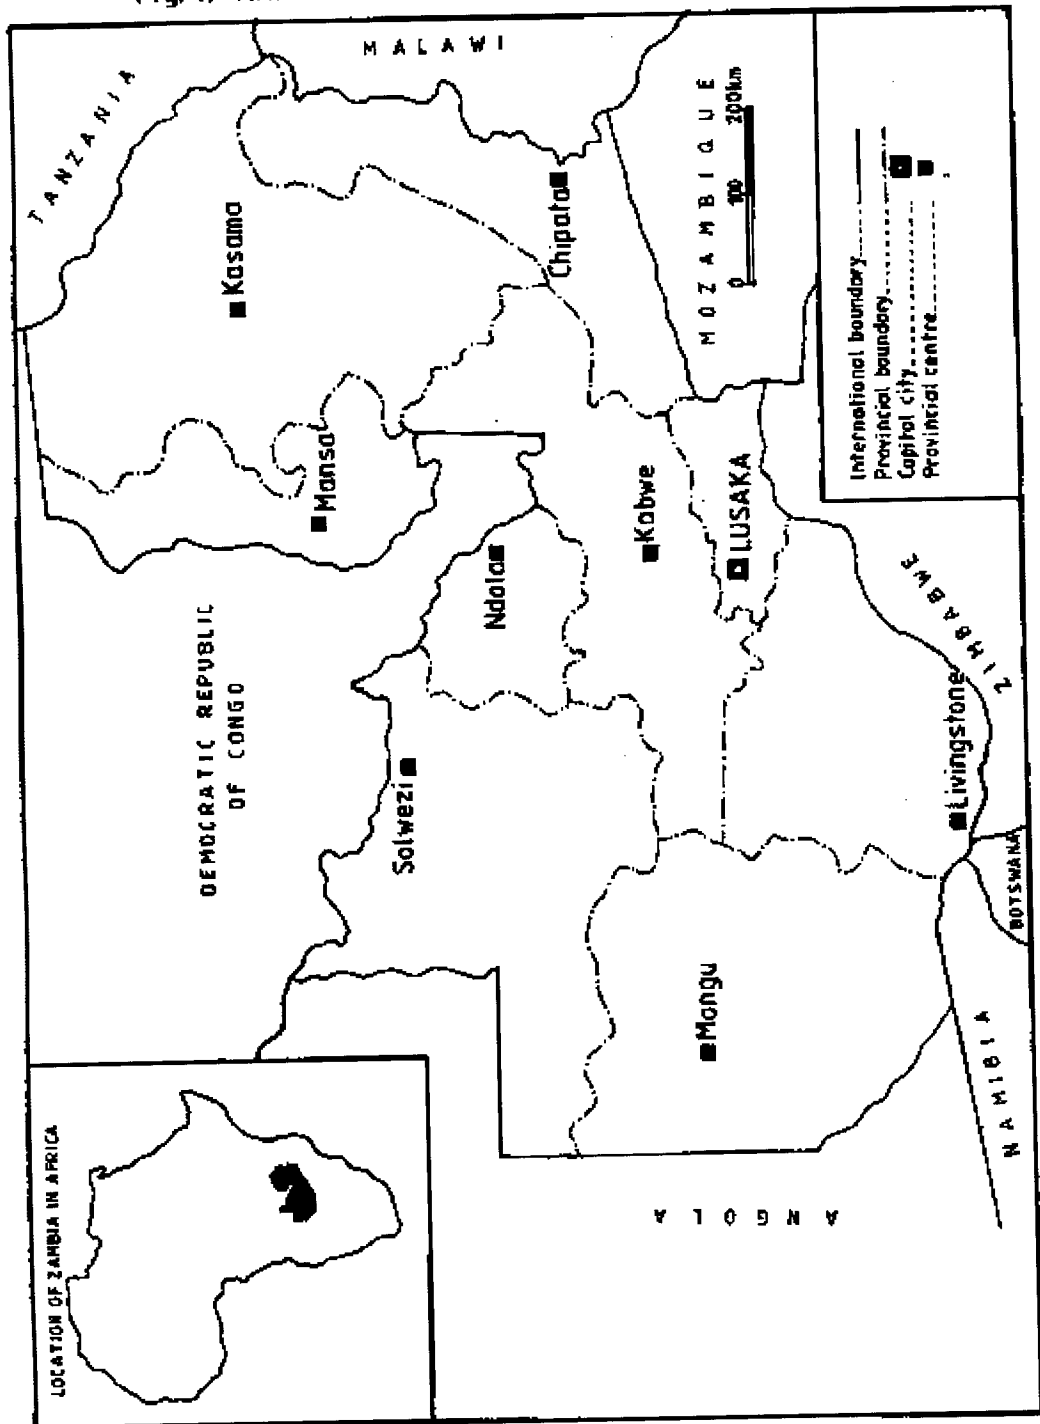 LOCATION OF ZAMBIA IN AFRICA
TANZANIA
MALAWI
DEMOCRATIC REPUBLIC
OF CONGO
Kasama
Mansa
Solwezi
Ndola
Chipata
MOZAMBIQUE
0 100 200km
Kabwe
LUSAKA
Mongu
ANGOLA
Livingstone
ZIMBABWE
BOTSWANA
NAMIBIA
International boundary
Provincial boundary
Capital city
Provincial centre